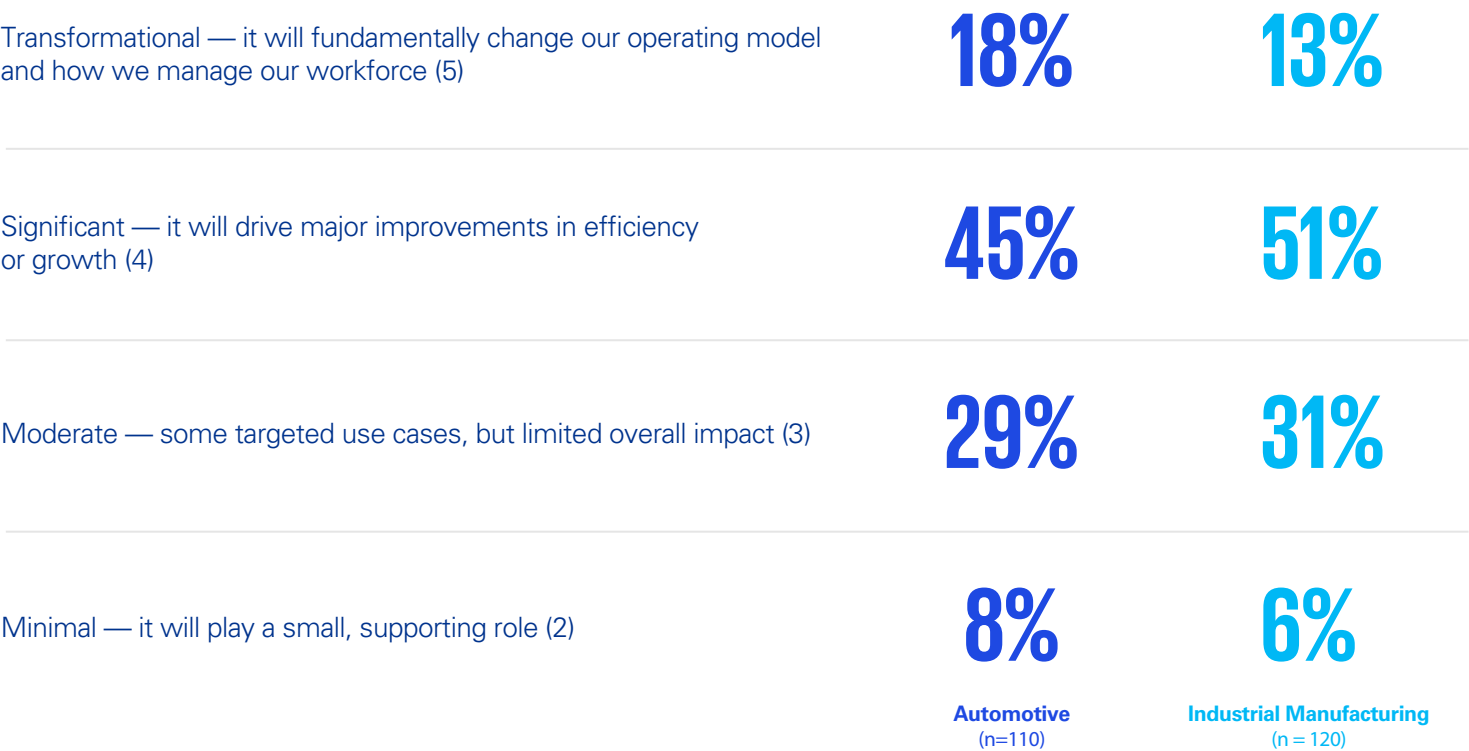 Transformational — it will fundamentally change our operating model
and how we manage our workforce (5)
18%
13%
Significant — it will drive major improvements in efficiency
or growth (4)
45%
51%
Moderate — some targeted use cases, but limited overall impact (3)
29%
31%
Minimal — it will play a small, supporting role (2)
8%
6%
Automotive
(n=110)
Industrial Manufacturing
(n = 120)